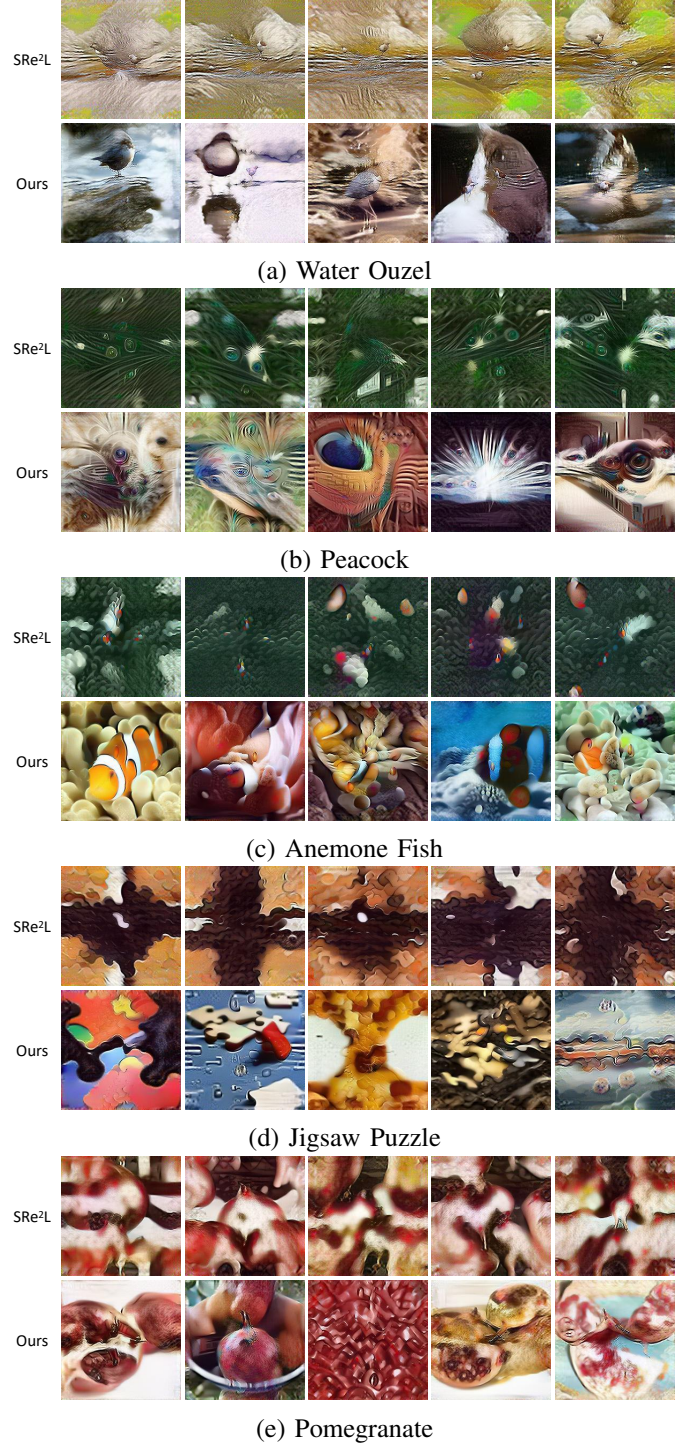 SRe²L
Ours
(a) Water Ouzel
SRe²L
Ours
(b) Peacock
SRe²L
Ours
(c) Anemone Fish
SRe²L
Ours
(d) Jigsaw Puzzle
SRe²L
Ours
(e) Pomegranate